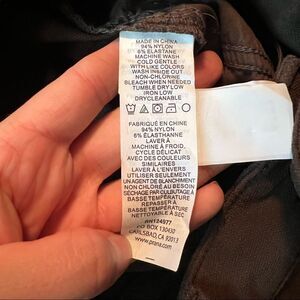 MADE IN CHINA
94% NYLON
6% ELASTANE
MACHINE WASH
COLD GENTLE
WITH LIKE COLORS
WASH INSIDE OUT
NON-CHLORINE
BLEACH WHEN NEEDED
TUMBLE DRY LOW
IRON LOW
DRYCLEANABLE
FABRIQUÉ EN CHINE
94% NYLON
6% ÉLASTHANNE
LAVER À
MACHINE À FROID,
CYCLE DÉLICAT
AVEC DES COULEURS
SIMILAIRES
LAVER À L'ENVERS
UTILISER SEULEMENT
UN AGENT DE BLANCHIMENT
NON CHLORÉ AU BESOIN
SÉCHAGE PAR CULBUTAGE À
BASSE TEMPÉRATURE
REPASSER À
BASSE TEMPÉRATURE
NETTOYABLE À SEC
RN124977
PO BOX 130430
CARLSBAD, CA 92013
www.prana.com